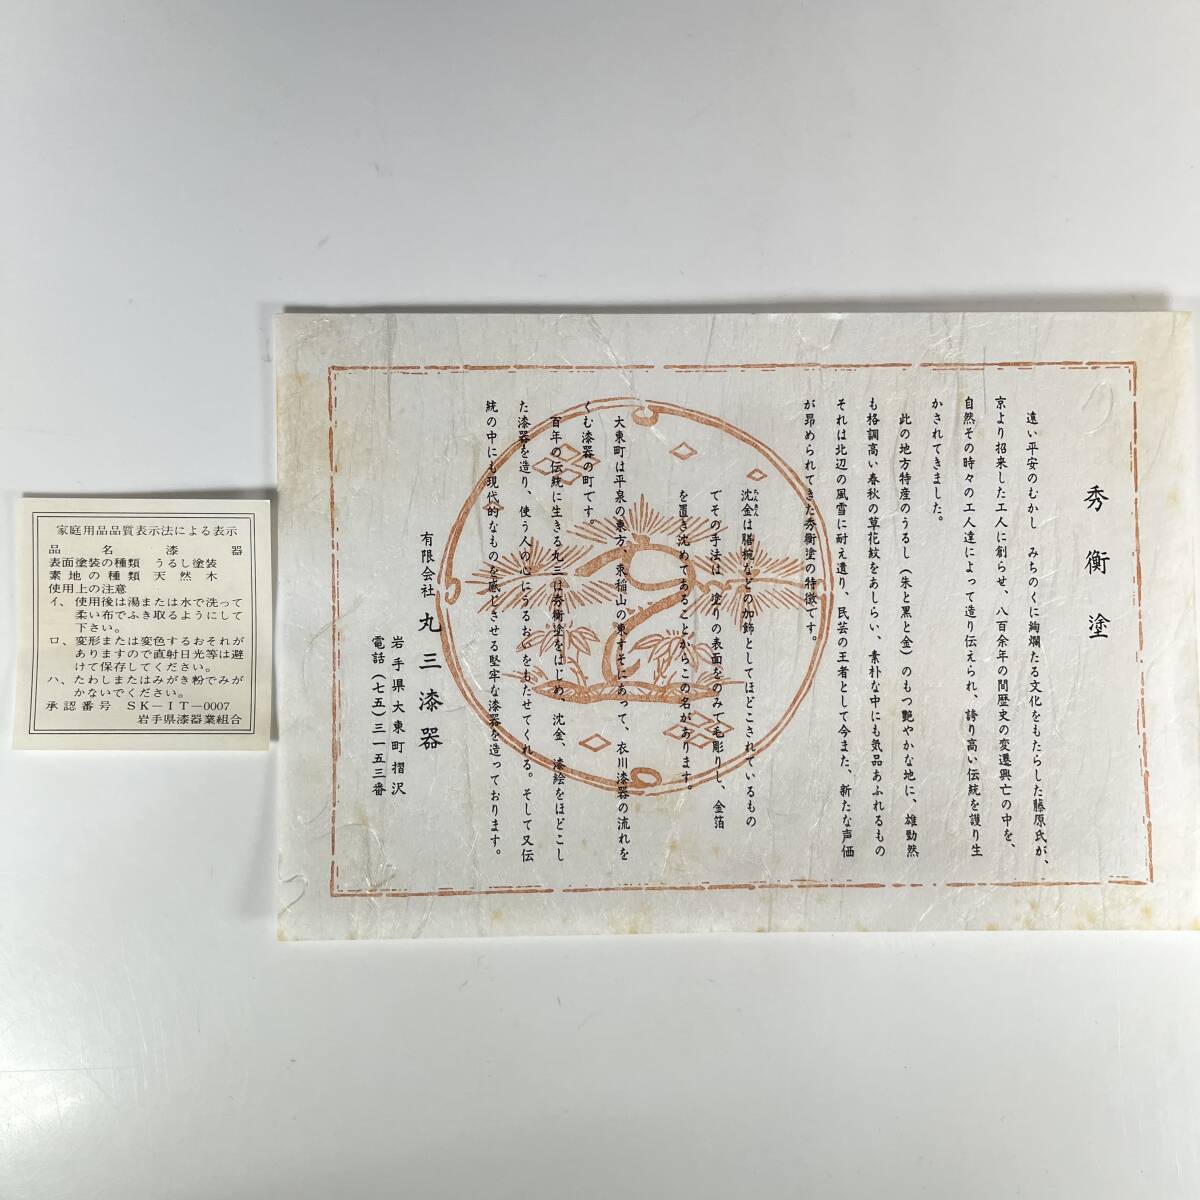 秀衡塗
遠い平安のむかし　みちのくに絢爛たる文化をもたらした藤原氏が、
京より招来した工人に創らせ、八百余年の間歴史の変遷興亡の中を、
自然その時々の工人達によって造り伝えられ、誇り高い伝統を護り生
かされてきました。
此の地方特産のうるし（朱と黒と金）のもつ艶やかな地に、雄勁然
も格調高い春秋の草花紋をあしらい、素朴な中にも気品あふれるもの
それは北辺の風雪に耐え遺り、民芸の王者として今また、新たな声価
が昂められてきた秀衡塗の特徴です。
沈金は膳椀などの加飾としてほどこされているもの
でその手法は、塗りの表面をのみで毛彫りし、金箔
を置き沈めてあることからこの名があります。
大東町は平泉の東方、束稲山の東すそにあって、衣川漆器の流れを
くむ漆器の町です。
百年の伝統に生きる丸三は秀衡塗をはじめ、沈金、漆絵をほどこし
た漆器を造り、使う人の心にうるおいをもたせてくれる。そして又伝
統の中にも現代的なものを感じさせる堅牢な漆器を造っております。
有限会社 丸三漆器
岩手県大東町摺沢
電話（七五）三一五三番
家庭用品品質表示法による表示
品名　漆器
表面塗装の種類　うるし塗装
素地の種類　天然木
使用上の注意
イ、使用後は湯または水で洗って
柔い布でふき取るようにして
下さい。
ロ、変形または変色するおそれが
ありますので直射日光等は避
けて保存してください。
ハ、たわしまたはみがき粉でみが
かないでください。
承認番号　SK－IT－0007
岩手県漆器業組合